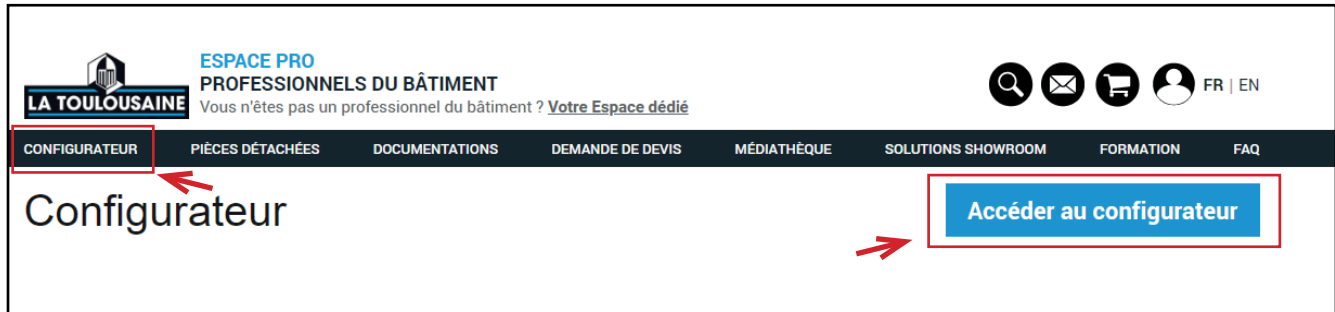 LA TOULOUSAINE
ESPACE PRO
PROFESSIONNELS DU BÂTIMENT
Vous n'êtes pas un professionnel du bâtiment ? Votre Espace dédié
FR | EN
CONFIGURATEUR PIÈCES DÉTACHÉES DOCUMENTATIONS DEMANDE DE DEVIS MÉDIATHÈQUE SOLUTIONS SHOWROOM FORMATION FAQ
Configurateur
Accéder au configurateur